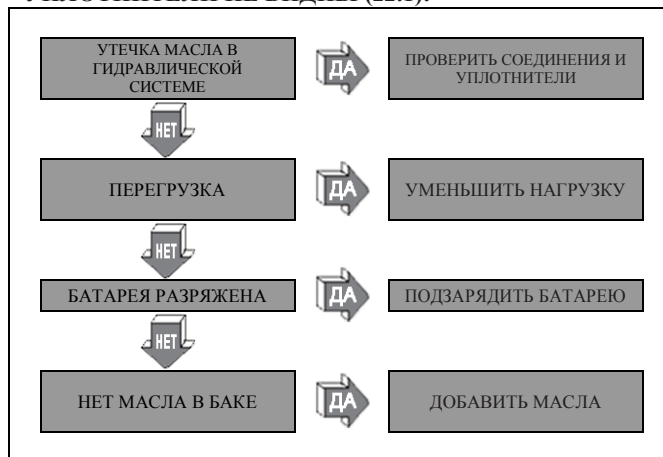 УТЕЧКА МАСЛА В
ГИДРАВЛИЧЕСКОЙ
СИСТЕМЕ
ДА
ПРОВЕРИТЬ СОЕДИНЕНИЯ И
УПЛОТНИТЕЛИ
НЕТ
ПЕРЕГРУЗКА
ДА
УМЕНЬШИТЬ НАГРУЗКУ
НЕТ
БАТАРЕЯ РАЗРЯЖЕНА
ДА
ПОДЗАРЯДИТЬ БАТАРЕЮ
НЕТ
НЕТ МАСЛА В БАКЕ
ДА
ДОБАВИТЬ МАСЛА